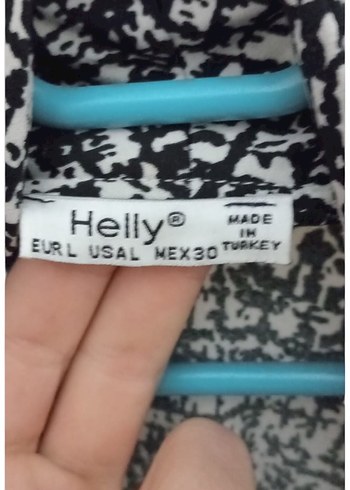 Helly®
EUR L USA L MEX 30
MADE
IN
TURKEY